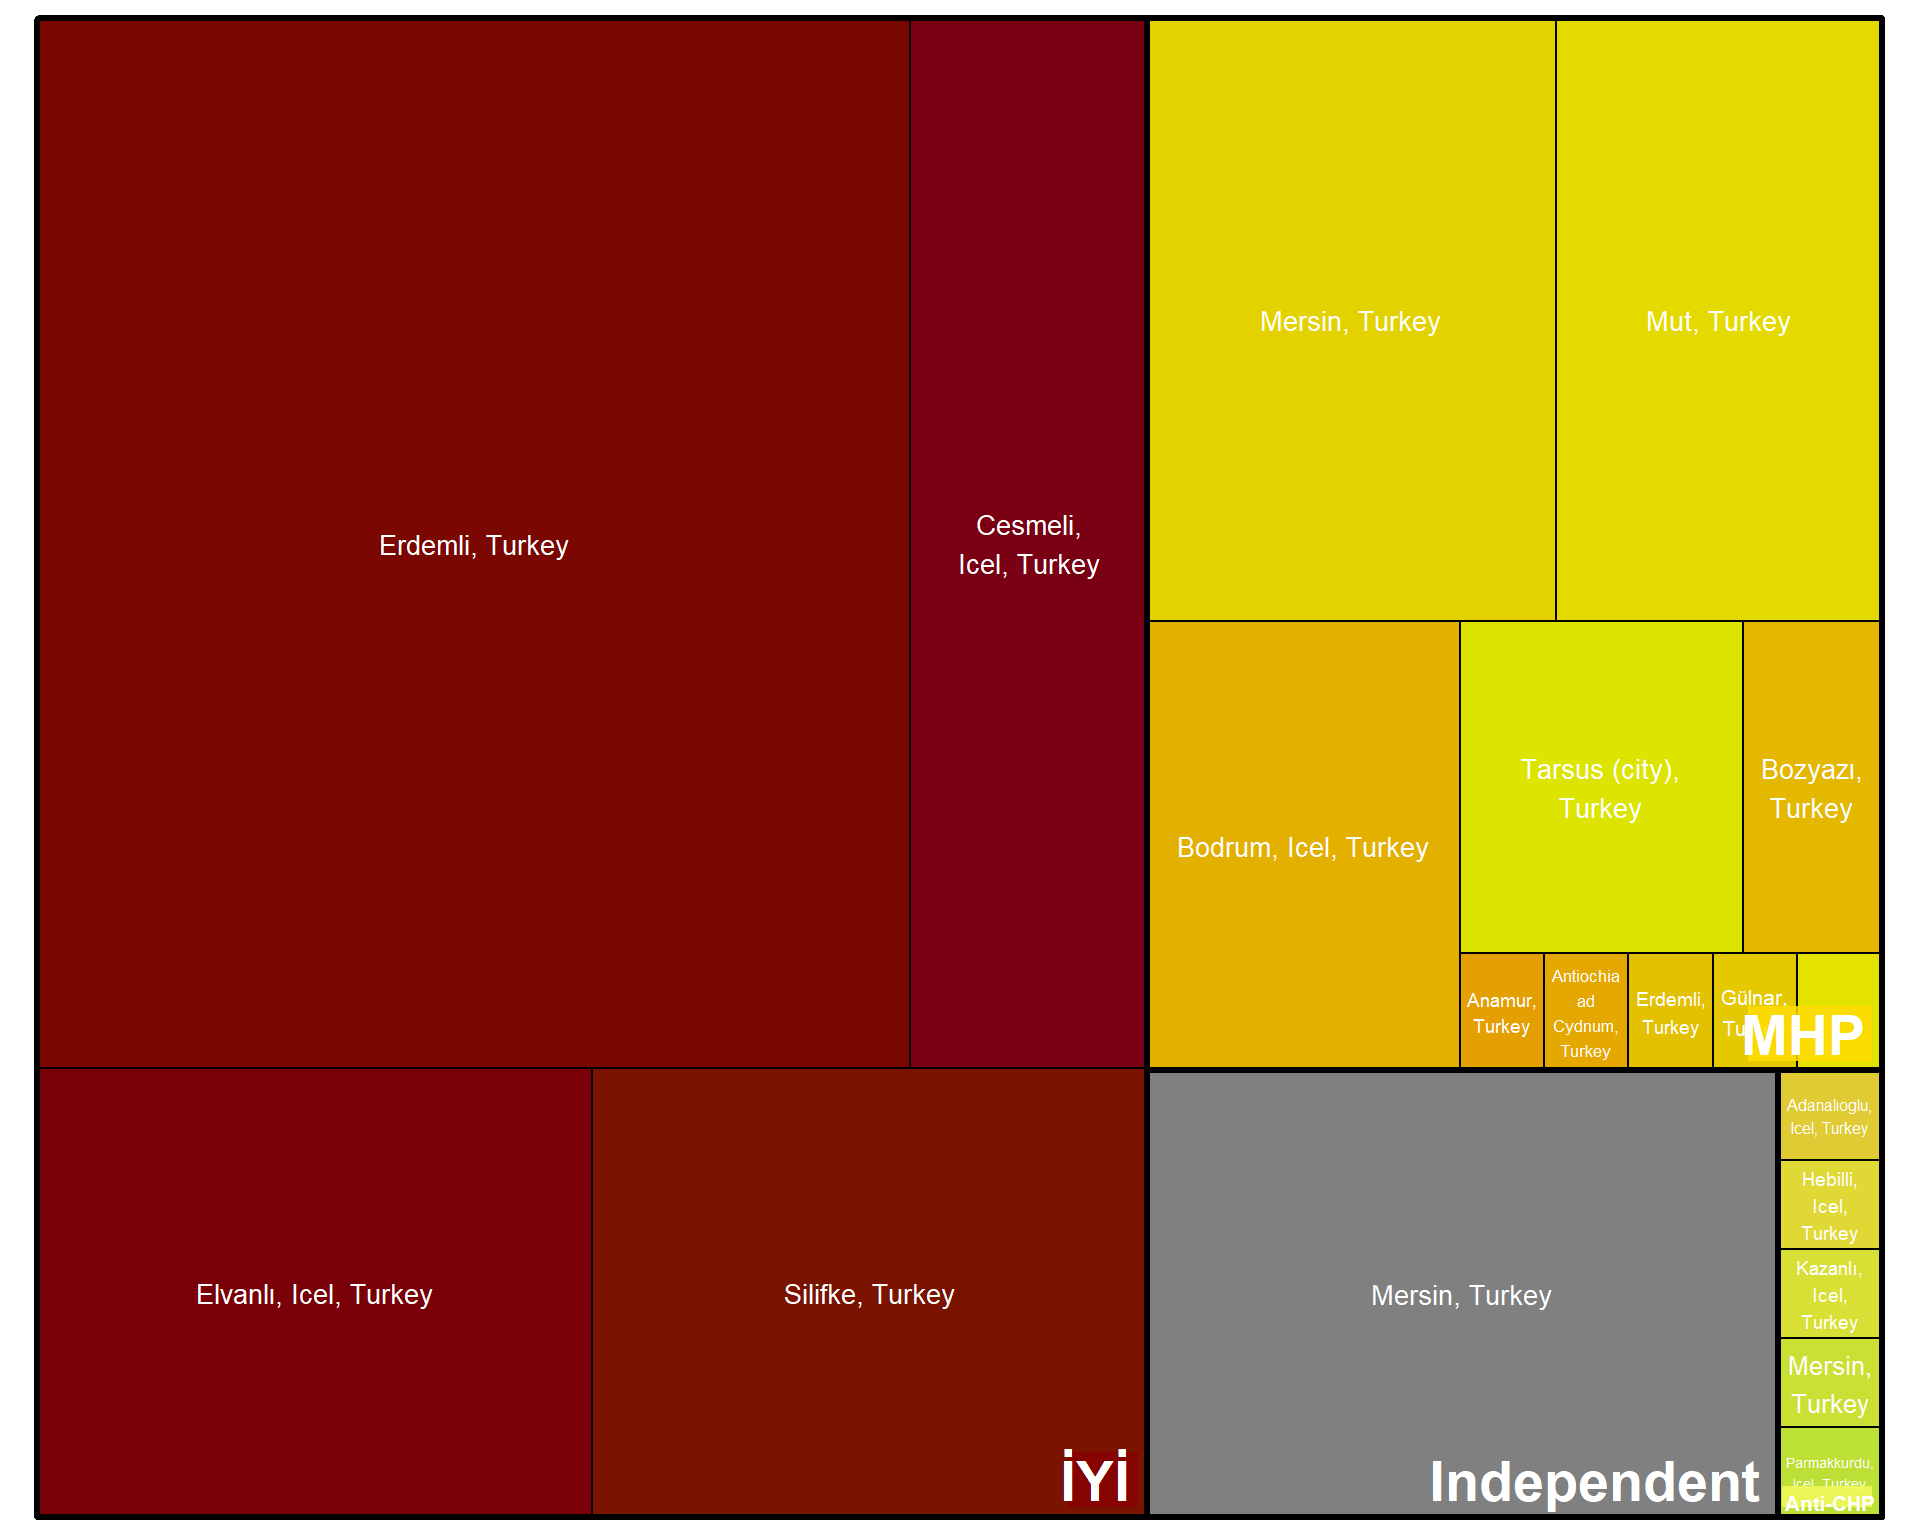 Erdemli, Turkey
Cesmeli,
Icel, Turkey
Elvanlı, Icel, Turkey
Silifke, Turkey
İYİ
Mersin, Turkey
Mut, Turkey
Bodrum, Icel, Turkey
Tarsus (city),
Turkey
Bozyazı,
Turkey
Anamur,
Turkey
Antiochia
ad
Cydnum,
Turkey
Erdemli,
Turkey
Gülnar,
MHP
Mersin, Turkey
Independent
Adanalıoglu,
Icel, Turkey
Hebilli,
Icel,
Turkey
Kazanlı,
Icel,
Turkey
Mersin,
Turkey
Parmakkurdu,
Icel, Turkey
Anti-CHP